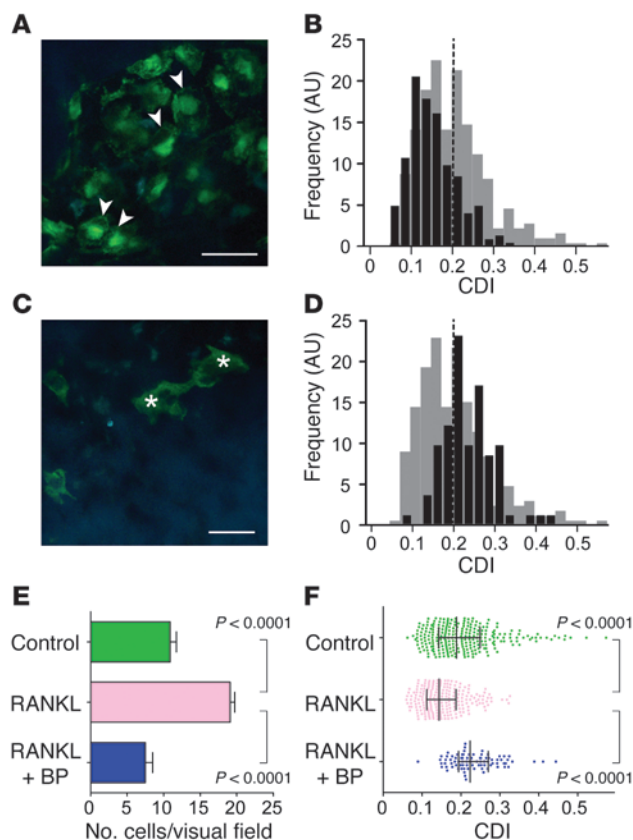 A
B
25
20
15
10
5
0
Frequency (AU)
0 0.1 0.2 0.3 0.4 0.5
CDI
C
* *
D
25
20
15
10
5
0
Frequency (AU)
0 0.1 0.2 0.3 0.4 0.5
CDI
E
P < 0.0001
Control
RANKL
RANKL
+ BP
P < 0.0001
0 5 10 15 20 25
No. cells/visual field
F
P < 0.0001
Control
RANKL
RANKL
+ BP
P < 0.0001
0 0.1 0.2 0.3 0.4 0.5
CDI